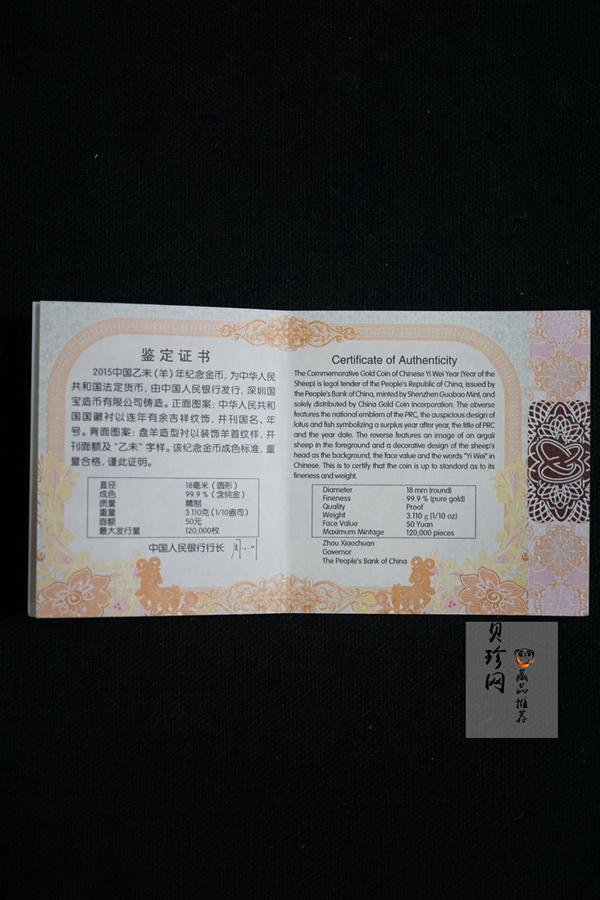 鉴定证书
2015中国乙未(羊)年纪念金币，为中华人民
共和国法定货币，由中国人民银行发行，深圳国
宝造币有限公司铸造。正面图案：中华人民共和
国国徽衬以连年有余吉祥纹饰，并刊国名、年
号。背面图案：盘羊造型衬以装饰羊首纹样，并
刊面额及“乙未”字样。该纪念金币成色标准，重
量合格，谨此证明。
直径 18毫米（圆形）
成色 99.9％（含纯金）
质量 精制
重量 3.110克(1/10盎司)
面额 50元
最大发行量 120,000枚
中国人民银行行长
Certificate of Authenticity
The Commemorative Gold Coin of Chinese Yi Wei Year (Year of the
Sheep) is legal tender of the People's Republic of China, issued by
the People's Bank of China, minted by Shenzhen Guobao Mint, and
solely distributed by China Gold Coin Incorporation. The obverse
features the national emblem of the PRC, the auspicious design of
lotus and fish symbolizing a surplus year after year, the title of PRC
and the year date. The reverse features an image of an argali
sheep in the foreground and a decorative design of the sheep's
head as the background, the face value and the words "Yi Wei" in
Chinese. This is to certify that the coin is up to standard as to its
fineness and weight.
Diameter 18 mm (round)
Fineness 99.9 % (pure gold)
Quality Proof
Weight 3.110 g (1/10 oz)
Face Value 50 Yuan
Maximum Mintage 120,000 pieces
Zhou Xiaochuan
Governor
The People's Bank of China
贝珍网
藏品推荐